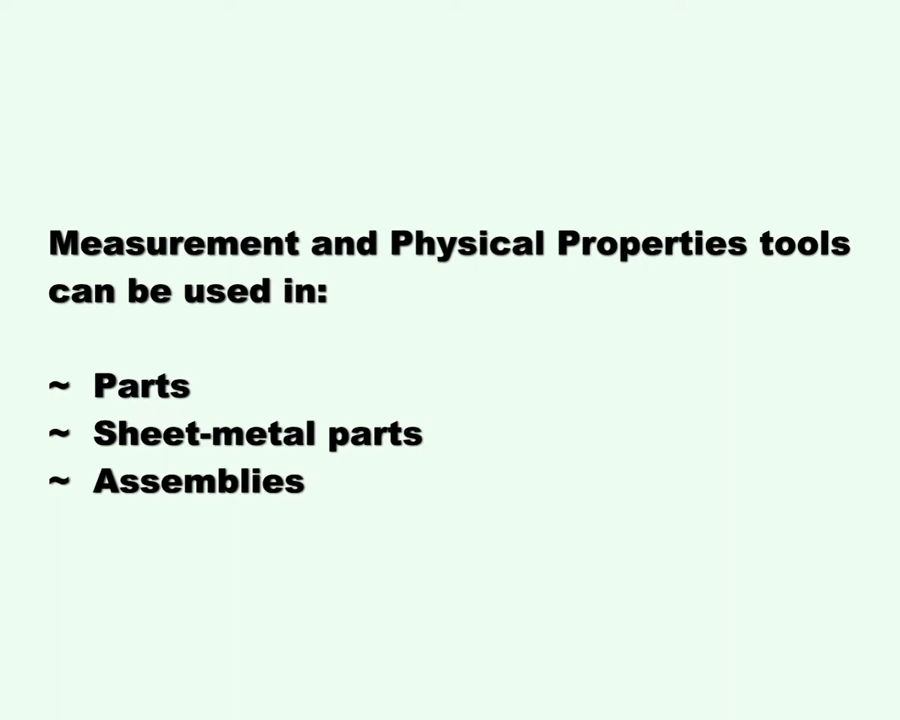 Measurement and Physical Properties tools
can be used in:
~ Parts
~ Sheet-metal parts
~ Assemblies